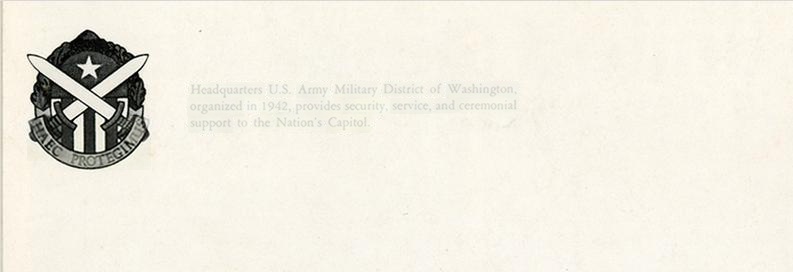 HAEC PROTEGIMUS
Headquarters U.S. Army Military District of Washington,
organized in 1942, provides security, service, and ceremonial
support to the Nation's Capitol.